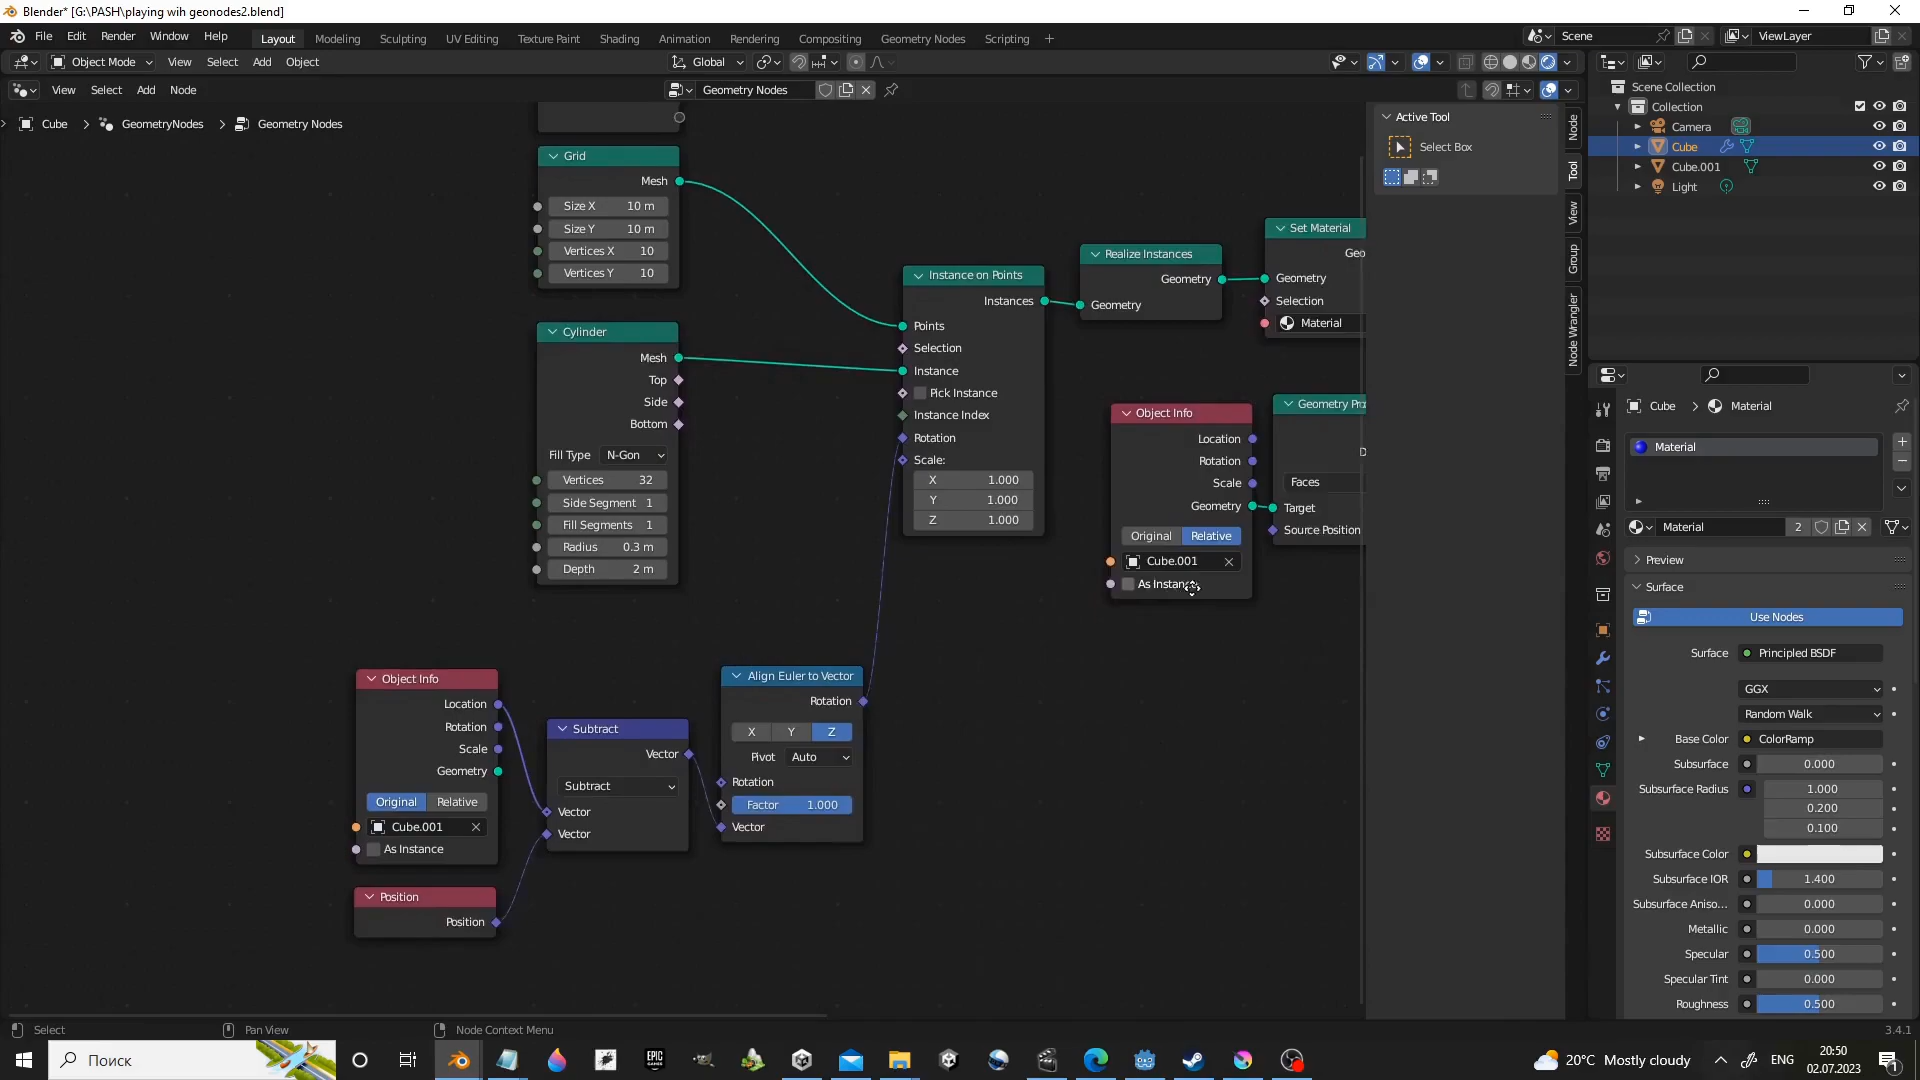 Blender* [G:\PASH\playing wih geonodes2.blend]
File Edit Render Window Help Layout Modeling Sculpting UV Editing Texture Paint Shading Animation Rendering Compositing Geometry Nodes Scripting + Scene ViewLayer
Object Mode View Select Add Object Global
View Select Add Node Geometry Nodes
Cube > GeometryNodes > Geometry Nodes
Grid
Mesh
Size X 10 m
Size Y 10 m
Vertices X 10
Vertices Y 10
Cylinder
Mesh
Top
Side
Bottom
Fill Type N-Gon
Vertices 32
Side Segment 1
Fill Segments 1
Radius 0.3 m
Depth 2 m
Instance on Points
Instances
Points
Selection
Instance
Pick Instance
Instance Index
Rotation
Scale:
X 1.000
Y 1.000
Z 1.000
Realize Instances
Geometry
Geometry
Set Material
Geo
Geometry
Selection
Material
Object Info
Location
Rotation
Scale
Geometry
Original Relative
Cube.001
As Instance
Geometry Pro
D
Faces
Target
Source Position
Object Info
Location
Rotation
Scale
Geometry
Original Relative
Cube.001
As Instance
Position
Position
Subtract
Vector
Subtract
Vector
Vector
Align Euler to Vector
Rotation
X Y Z
Pivot Auto
Rotation
Factor 1.000
Vector
Active Tool
Select Box
Node
Tool
View
Group
Node Wrangler
Scene Collection
Collection
Camera
Cube
Cube.001
Light
Cube > Material
Material
Material 2
Preview
Surface
Use Nodes
Surface Principled BSDF
GGX
Random Walk
Base Color ColorRamp
Subsurface 0.000
Subsurface Radius 1.000
0.200
0.100
Subsurface Color
Subsurface IOR 1.400
Subsurface Aniso... 0.000
Metallic 0.000
Specular 0.500
Specular Tint 0.000
Roughness 0.500
Select Pan View Node Context Menu 3.4.1
Поиск 20°C Mostly cloudy ENG 20:50
02.07.2023